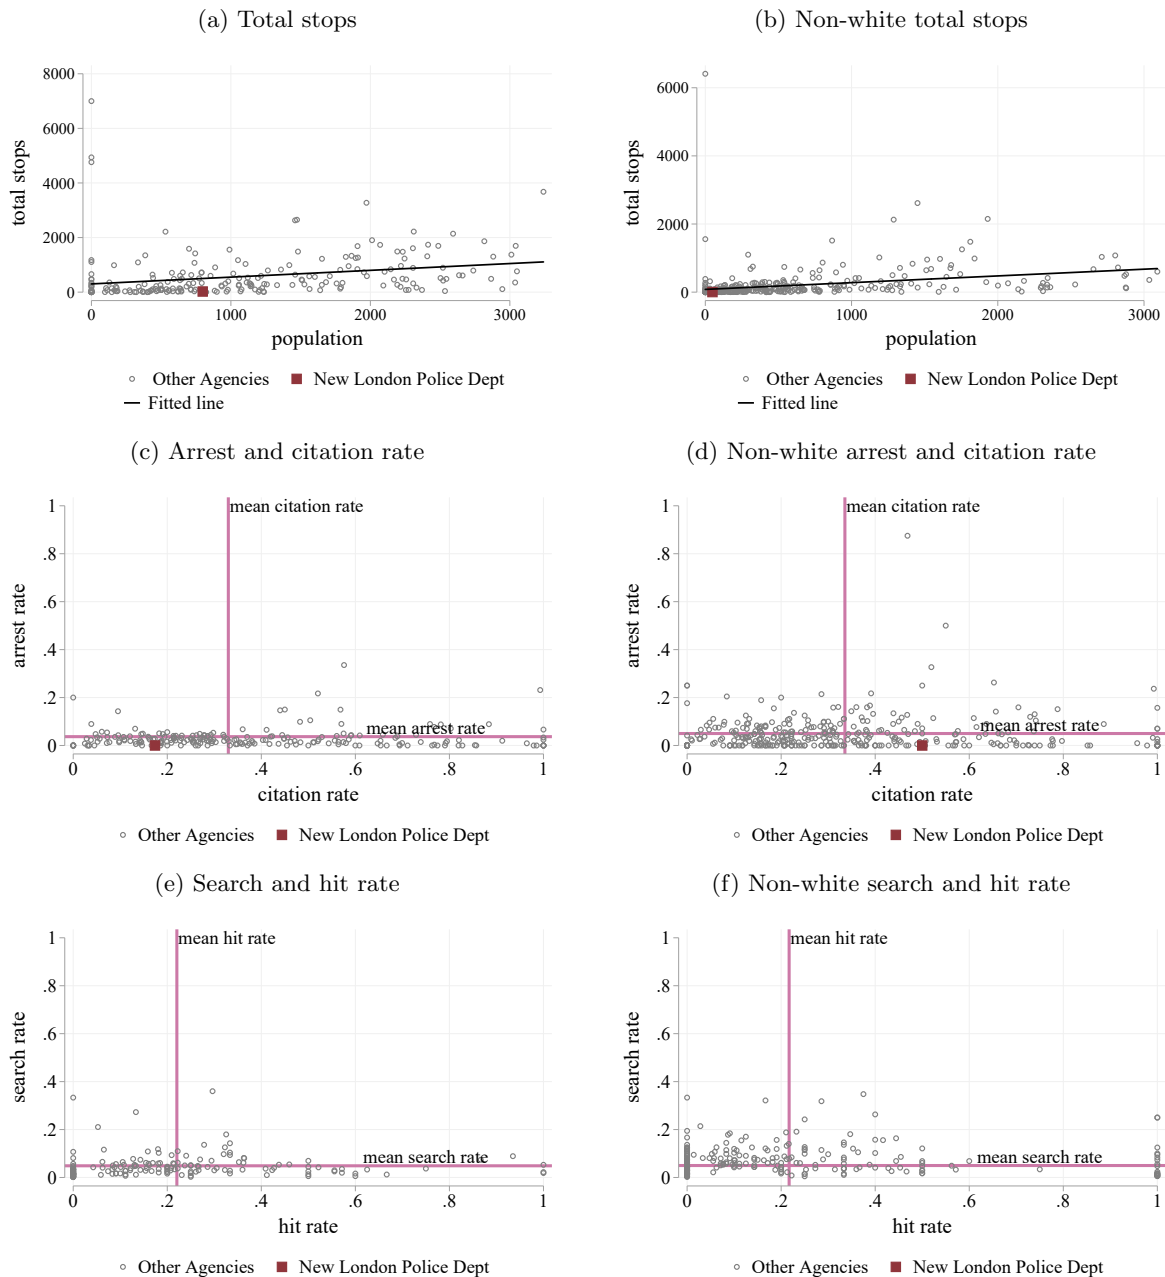 (a) Total stops
(b) Non-white total stops
8000
6000
4000
2000
0
total stops
0 1000 2000 3000
population
Other Agencies New London Police Dept
Fitted line
6000
4000
2000
0
total stops
0 1000 2000 3000
population
Other Agencies New London Police Dept
Fitted line
(c) Arrest and citation rate
(d) Non-white arrest and citation rate
1
.8
.6
.4
.2
0
arrest rate
mean citation rate
mean arrest rate
0 .2 .4 .6 .8 1
citation rate
Other Agencies New London Police Dept
1
.8
.6
.4
.2
0
arrest rate
mean citation rate
mean arrest rate
0 .2 .4 .6 .8 1
citation rate
Other Agencies New London Police Dept
(e) Search and hit rate
(f) Non-white search and hit rate
1
.8
.6
.4
.2
0
search rate
mean hit rate
mean search rate
0 .2 .4 .6 .8 1
hit rate
Other Agencies New London Police Dept
1
.8
.6
.4
.2
0
search rate
mean hit rate
mean search rate
0 .2 .4 .6 .8 1
hit rate
Other Agencies New London Police Dept